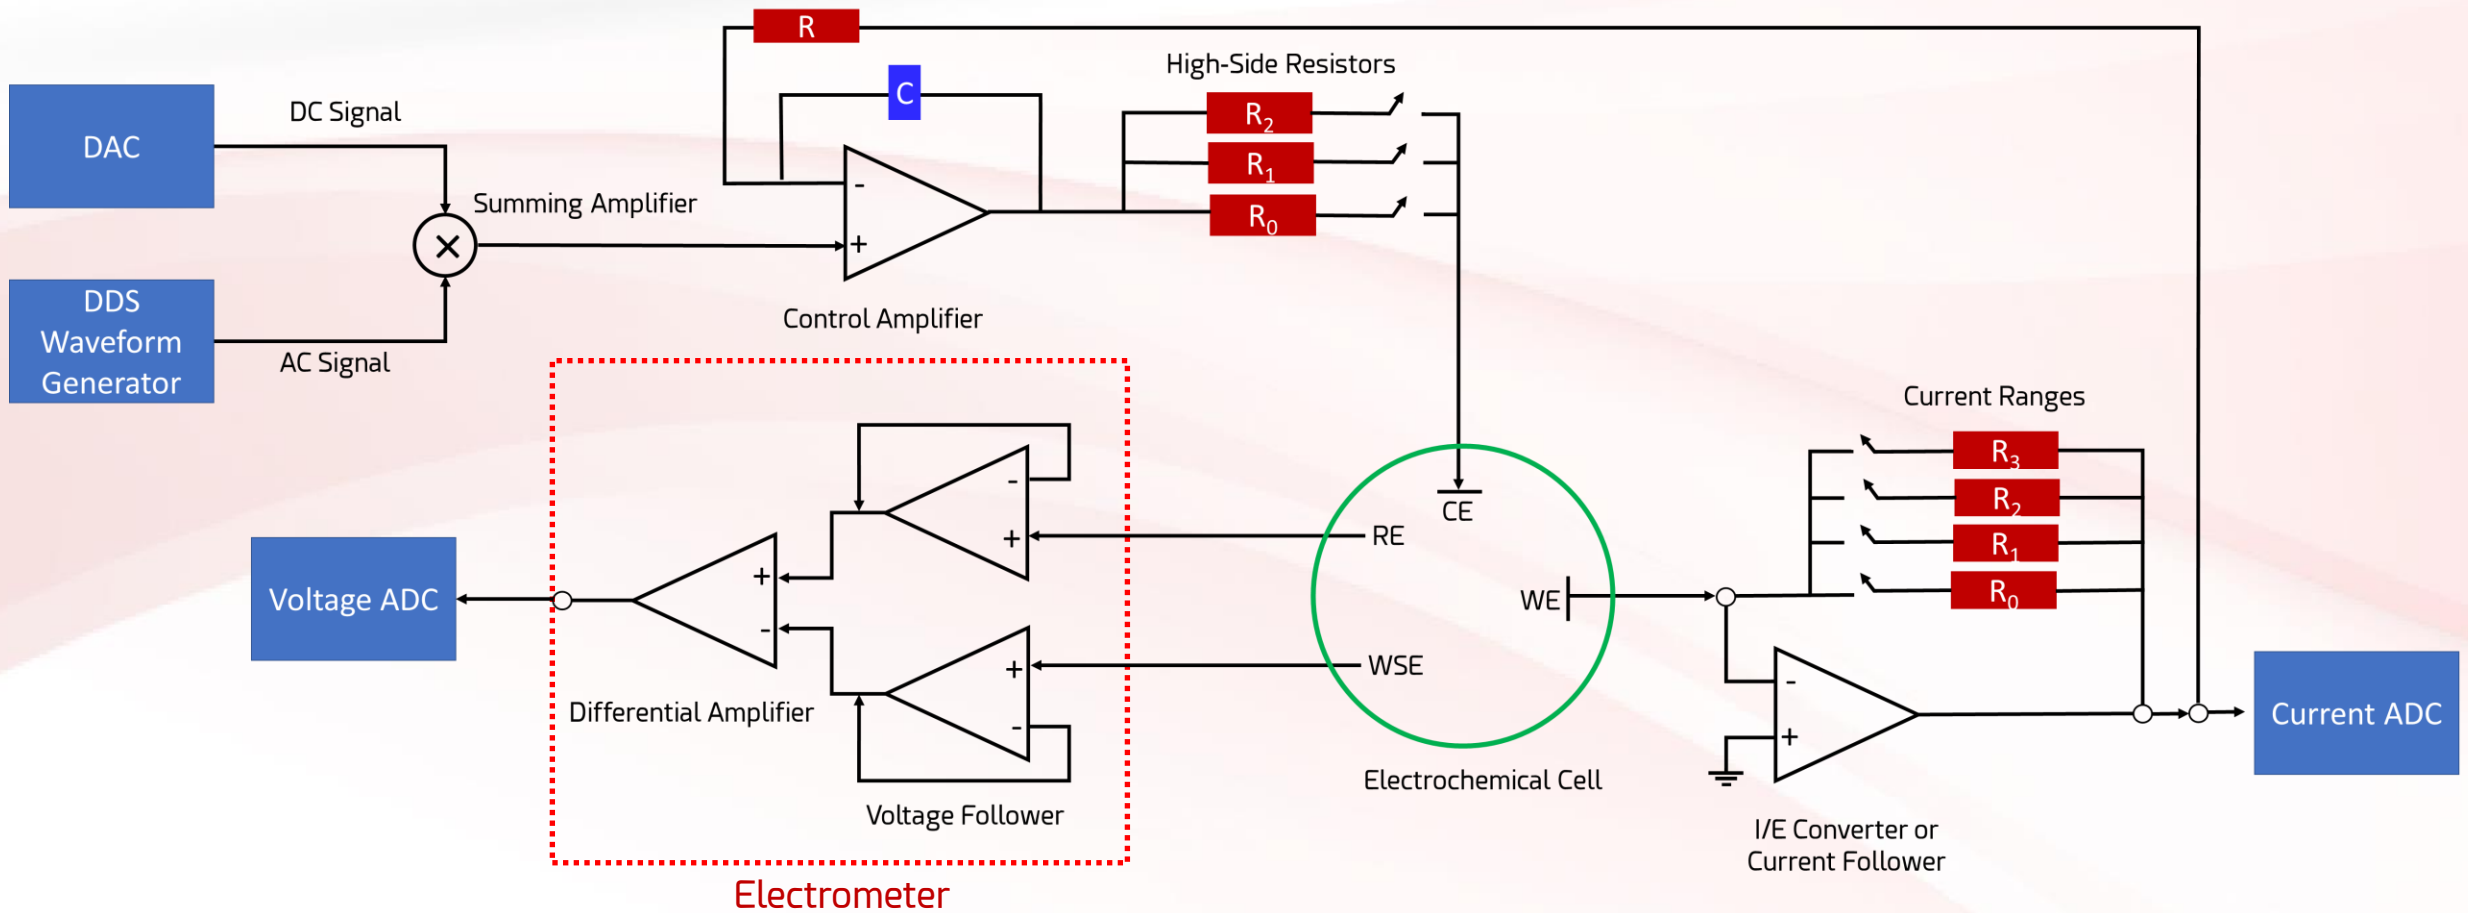 R
High-Side Resistors
C
DC Signal
DAC
R2
R1
R0
-
+
Summing Amplifier
×
Control Amplifier
DDS
Waveform
Generator
AC Signal
Current Ranges
R3
R2
R1
R0
CE
RE
WE
WSE
-
+
+
-
+
-
Voltage ADC
Differential Amplifier
Voltage Follower
Electrochemical Cell
-
+
Current ADC
I/E Converter or
Current Follower
Electrometer